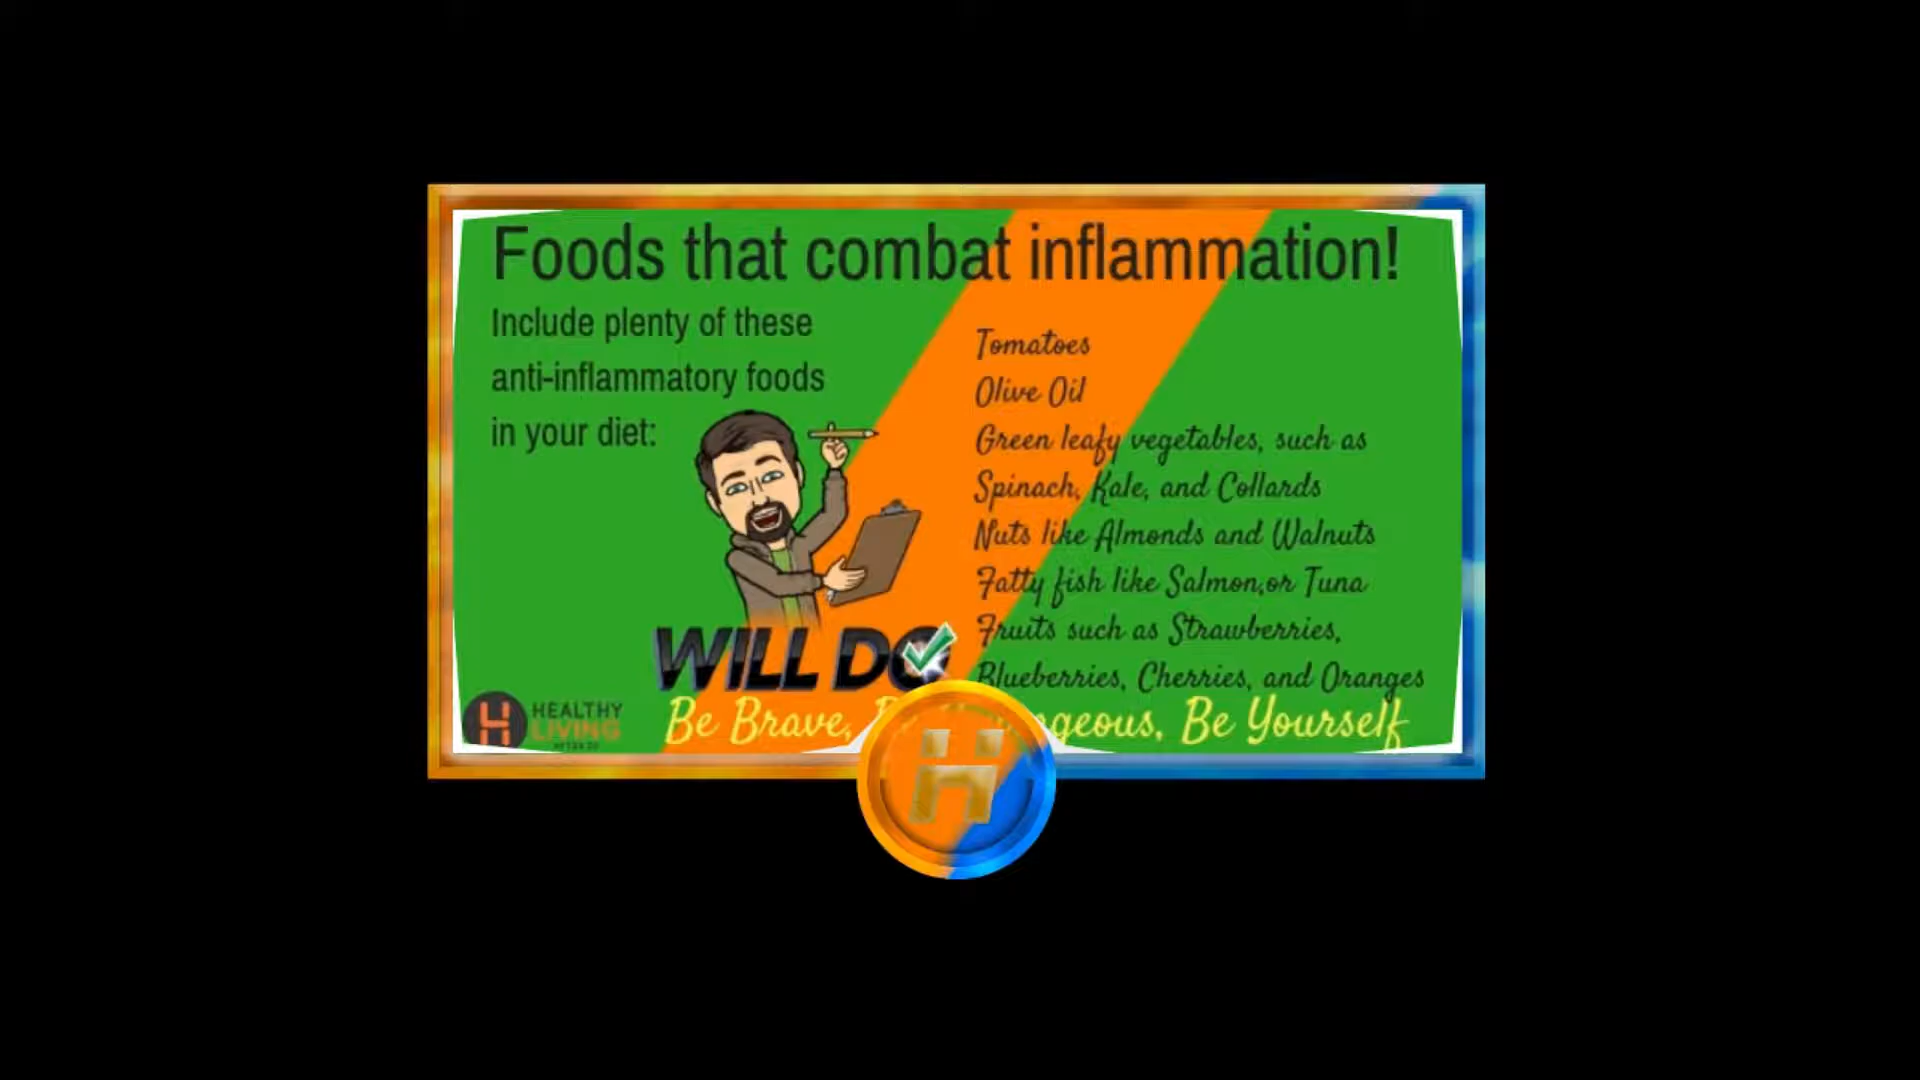 Foods that combat inflammation!
Include plenty of these
anti-inflammatory foods
in your diet:
Tomatoes
Olive Oil
Green leafy vegetables, such as
Spinach, Kale, and Collards
Nuts like Almonds and Walnuts
Fatty fish like Salmon,or Tuna
Fruits such as Strawberries,
Blueberries, Cherries, and Oranges
WILL DO
HEALTHY
LIVING
Be Brave, Be Yourself
H